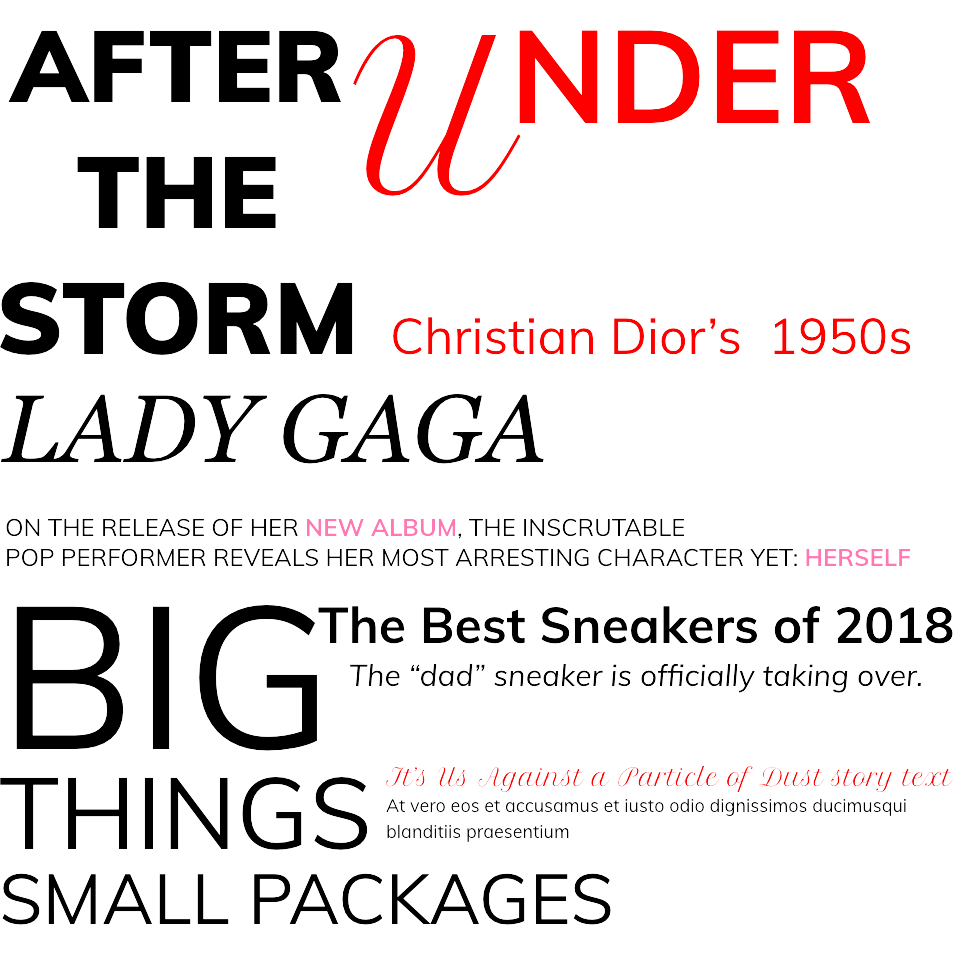 AFTER
THE
STORM
UNDER
Christian Dior’s 1950s
LADY GAGA
ON THE RELEASE OF HER NEW ALBUM, THE INSCRUTABLE
POP PERFORMER REVEALS HER MOST ARRESTING CHARACTER YET: HERSELF
BIG
THINGS
SMALL PACKAGES
The Best Sneakers of 2018
The “dad” sneaker is officially taking over.
It’s Us Against a Particle of Dust story text
At vero eos et accusamus et iusto odio dignissimos ducimusqui
blanditiis praesentium